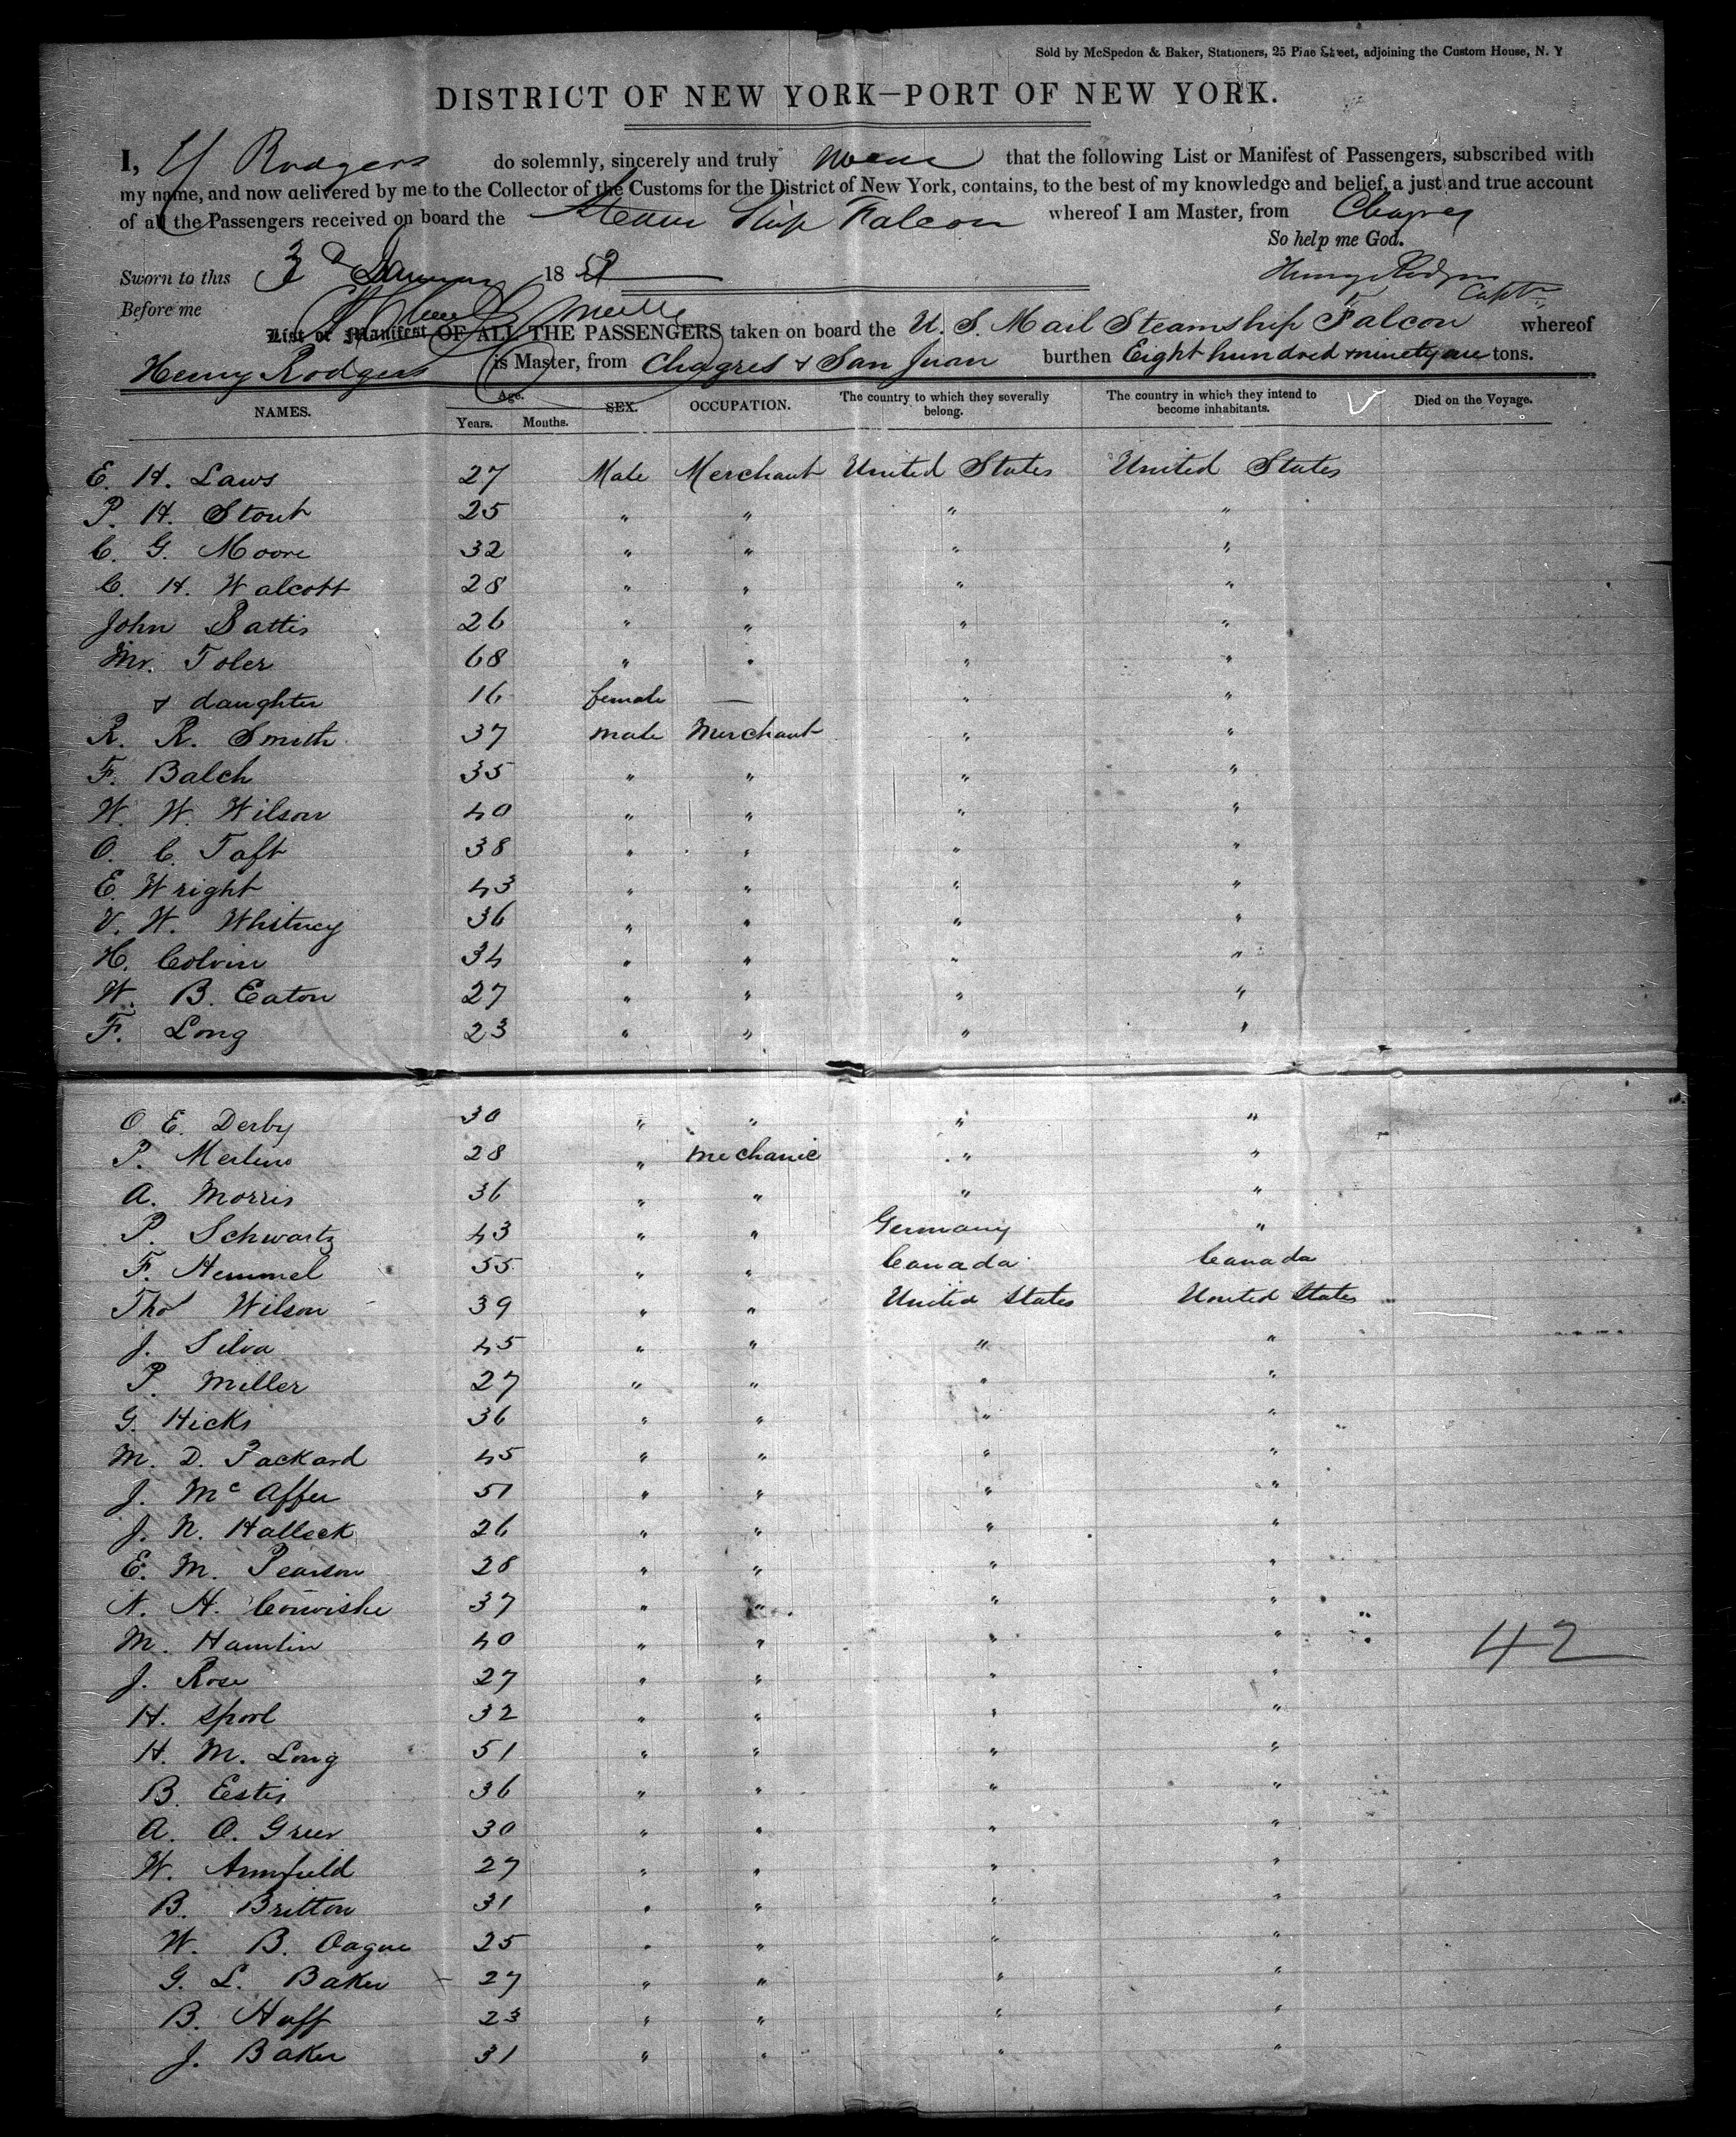 Sold by McSpedon & Baker, Stationers, 25 Pine Street, adjoining the Custom House, N. Y
DISTRICT OF NEW YORK—PORT OF NEW YORK.
I, H Rodgers do solemnly, sincerely and truly swear that the following List or Manifest of Passengers, subscribed with
my name, and now delivered by me to the Collector of the Customs for the District of New York, contains, to the best of my knowledge and belief, a just and true account
of all the Passengers received on board the Steam Ship Falcon whereof I am Master, from Chagres
So help me God.
Sworn to this 3d January 18
Henry Rodgers
Capt
Before me
List or Manifest OF ALL THE PASSENGERS taken on board the U. S. Mail Steamship Falcon whereof
Henry Rodgers is Master, from Chagres & San Juan burthen Eight hundred & ninety one tons.
NAMES. Age. Years. Months. SEX. OCCUPATION. The country to which they severally belong. The country in which they intend to become inhabitants. Died on the Voyage.
E. H. Laws 27 Male Merchant United States United States
P. H. Stout 25 " " " "
C. G. Moore 32 " " " "
C. H. Walcott 28 " " " "
John Battis 26 " " " "
Mr. Toler 68 " " " "
& daughter 16 female — " "
R. R. Smith 37 male Merchant " "
F. Balch 35 " " " "
W. W. Wilson 40 " " " "
O. C. Taft 38 " " " "
E. Wright 43 " " " "
V. W. Whitney 36 " " " "
H. Colvin 34 " " " "
W. B. Eaton 27 " " " "
F. Long 23 " " " "
O E. Derby 30 " " " "
P. 28 " mechanic " "
A. Morris 36 " " " "
P. Schwartz 43 " " Germany "
F. Hemmel 55 " " Canada Canada
Thos Wilson 39 " " United States United States
J. Silva 45 " " " "
P. Miller 27 " " " "
G. Hicks 36 " " " "
M. D. Packard 45 " " " "
J. McAffee 51 " " " "
J. N. Halleck 26 " " " "
E. M. Pearson 28 " " " "
N. H. 37 " " " "
M. Hamlin 40 " " " "
42
J. Rose 27 " " " "
H. Spool 32 " " " "
H. M. Long 51 " " " "
B. Estis 36 " " " "
A. O. Green 30 " " " "
W. Armfield 27 " " " "
B. Britton 31 " " " "
W. B. Oague 25 " " " "
G. L. Baker 27 " " " "
B. Huff 23 " " " "
J. Baker 31 " " " "